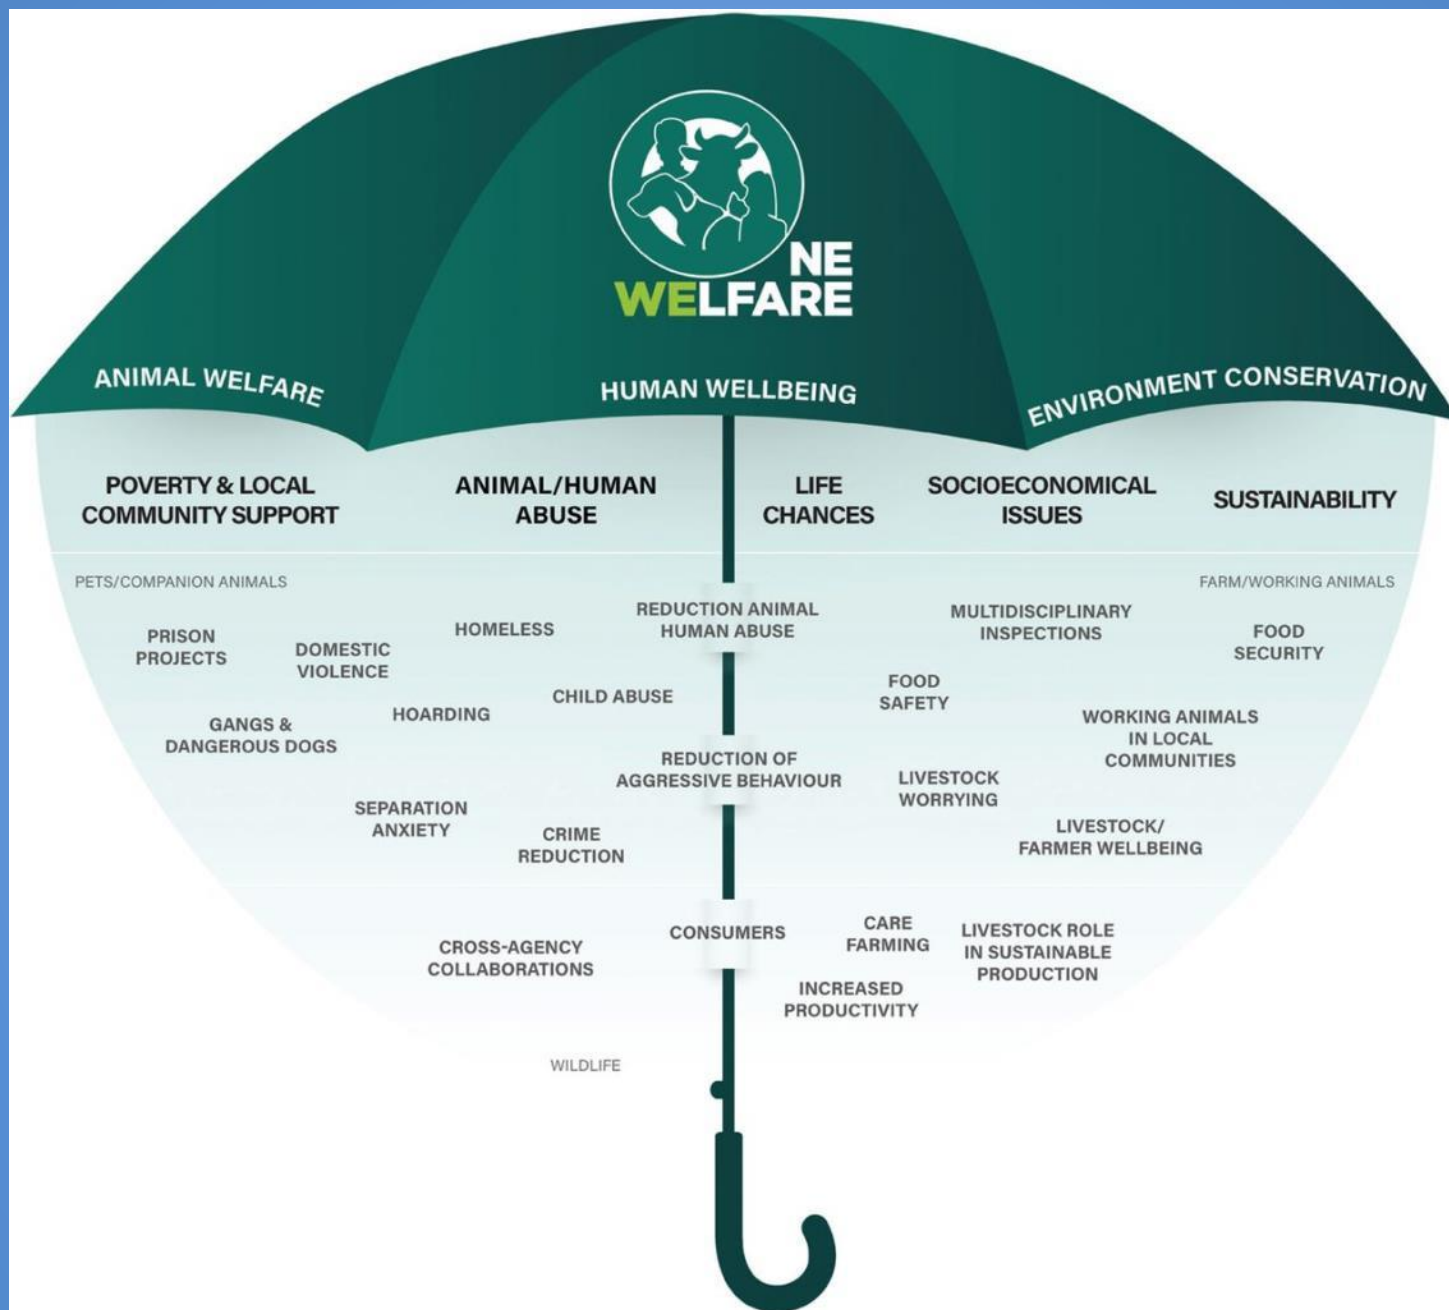 NE
WELFARE
ANIMAL WELFARE
HUMAN WELLBEING
ENVIRONMENT CONSERVATION
POVERTY & LOCAL
COMMUNITY SUPPORT
ANIMAL/HUMAN
ABUSE
LIFE
CHANCES
SOCIOECONOMICAL
ISSUES
SUSTAINABILITY
PETS/COMPANION ANIMALS
FARM/WORKING ANIMALS
PRISON
PROJECTS
DOMESTIC
VIOLENCE
HOMELESS
REDUCTION ANIMAL
HUMAN ABUSE
MULTIDISCIPLINARY
INSPECTIONS
FOOD
SECURITY
GANGS &
DANGEROUS DOGS
HOARDING
CHILD ABUSE
FOOD
SAFETY
WORKING ANIMALS
IN LOCAL
COMMUNITIES
REDUCTION OF
AGGRESSIVE BEHAVIOUR
LIVESTOCK
WORRYING
SEPARATION
ANXIETY
CRIME
REDUCTION
LIVESTOCK/
FARMER WELLBEING
CROSS-AGENCY
COLLABORATIONS
CONSUMERS
CARE
FARMING
LIVESTOCK ROLE
IN SUSTAINABLE
PRODUCTION
INCREASED
PRODUCTIVITY
WILDLIFE